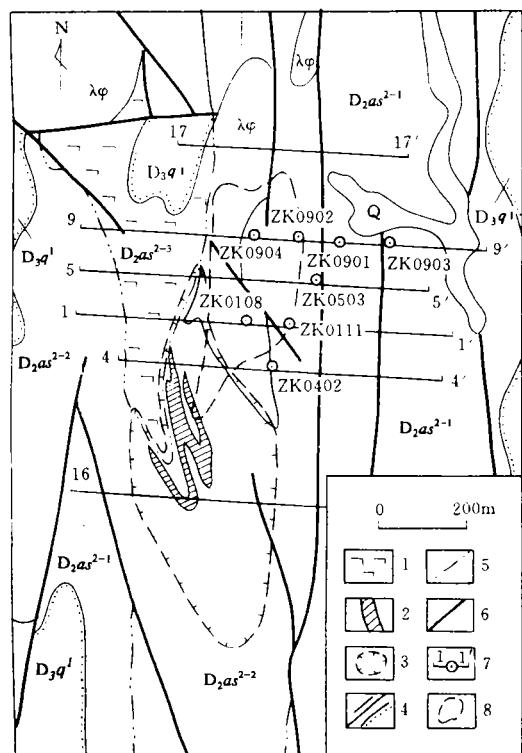 N
λφ
λφ
λφ
D₂as²⁻¹
17
17′
D₃q¹
ZK0902
Q
D₃q¹
9
9′
D₃q¹
D₂as²⁻³
ZK0904
ZK0901
ZK0903
5
ZK0503
5′
ZK0108
1
ZK0111
1′
D₂as²⁻²
4
4′
ZK0402
D₂as²⁻¹
16
0 200m
D₂as²⁻¹
1
5
2
6
D₃q¹
D₂as²⁻²
3
1 1′
7
4
8